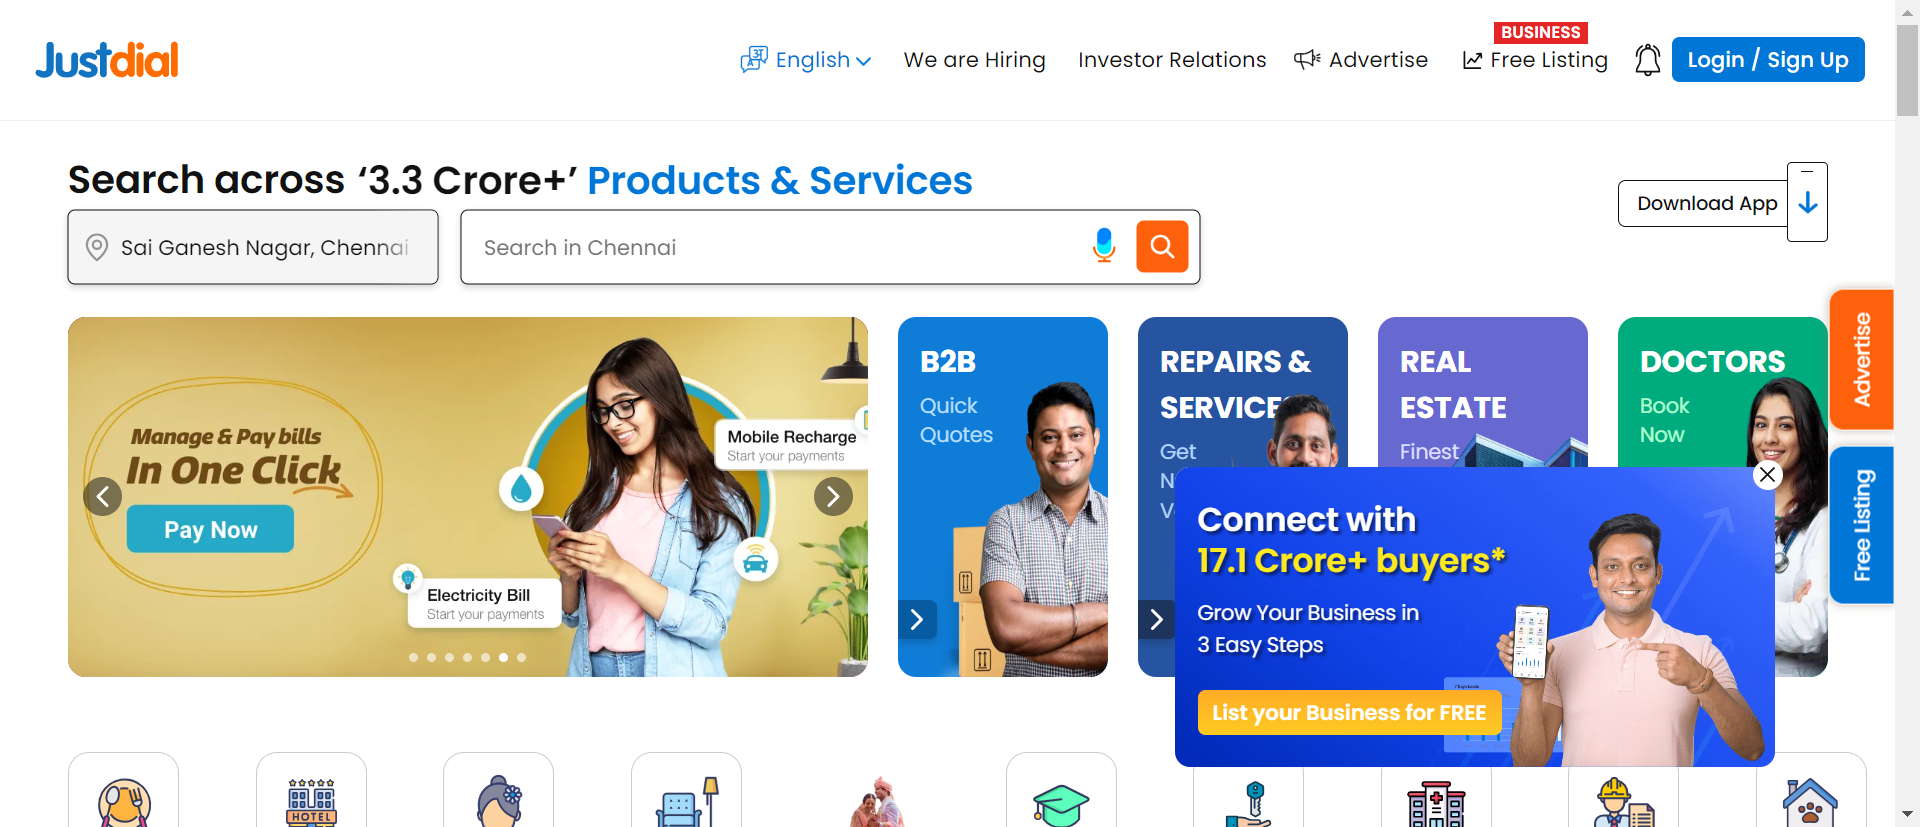 Justdial
English
We are Hiring
Investor Relations
Advertise
BUSINESS
Free Listing
Login / Sign Up
Search across ‘3.3 Crore+’ Products & Services
Download App
Sai Ganesh Nagar, Chennai
Search in Chennai
Manage & Pay bills
In One Click
Pay Now
Mobile Recharge
Start your payments
Electricity Bill
Start your payments
B2B
Quick
Quotes
REPAIRS &
SERVICES
Get
N
V
REAL
ESTATE
Finest
DOCTORS
Book
Now
Advertise
Free Listing
Connect with
17.1 Crore+ buyers*
Grow Your Business in
3 Easy Steps
List your Business for FREE
HOTEL